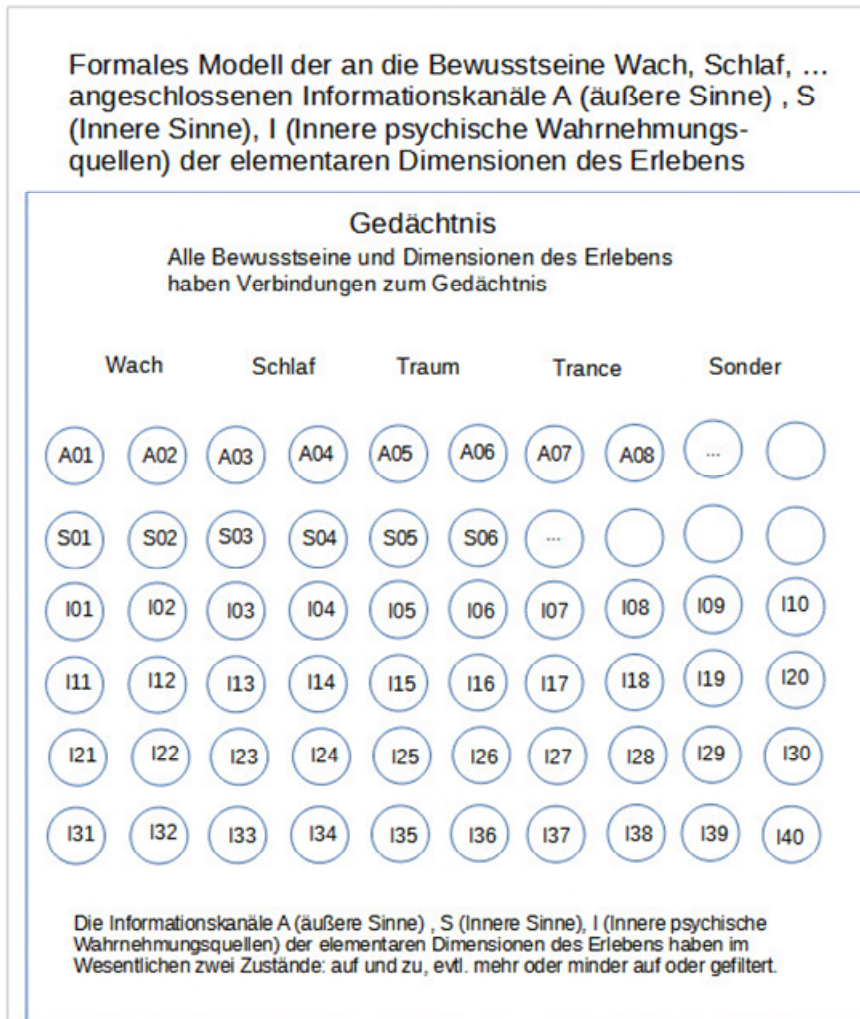 Formales Modell der an die Bewusstseine Wach, Schlaf, ...
angeschlossenen Informationskanäle A (äußere Sinne) , S
(Innere Sinne), I (Innere psychische Wahrnehmungs-
quellen) der elementaren Dimensionen des Erlebens
Gedächtnis
Alle Bewusstseine und Dimensionen des Erlebens
haben Verbindungen zum Gedächtnis
Wach Schlaf Traum Trance Sonder
A01 A02 A03 A04 A05 A06 A07 A08 ...
S01 S02 S03 S04 S05 S06 ...
I01 I02 I03 I04 I05 I06 I07 I08 I09 I10
I11 I12 I13 I14 I15 I16 I17 I18 I19 I20
I21 I22 I23 I24 I25 I26 I27 I28 I29 I30
I31 I32 I33 I34 I35 I36 I37 I38 I39 I40
Die Informationskanäle A (äußere Sinne) , S (Innere Sinne), I (Innere psychische
Wahrnehmungsquellen) der elementaren Dimensionen des Erlebens haben im
Wesentlichen zwei Zustände: auf und zu, evtl. mehr oder minder auf oder gefiltert.